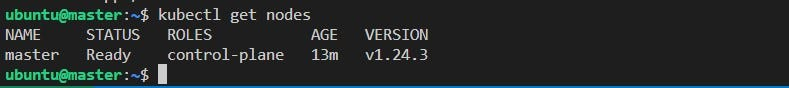 ubuntu@master:~$ kubectl get nodes
NAME STATUS ROLES AGE VERSION
master Ready control-plane 13m v1.24.3
ubuntu@master:~$